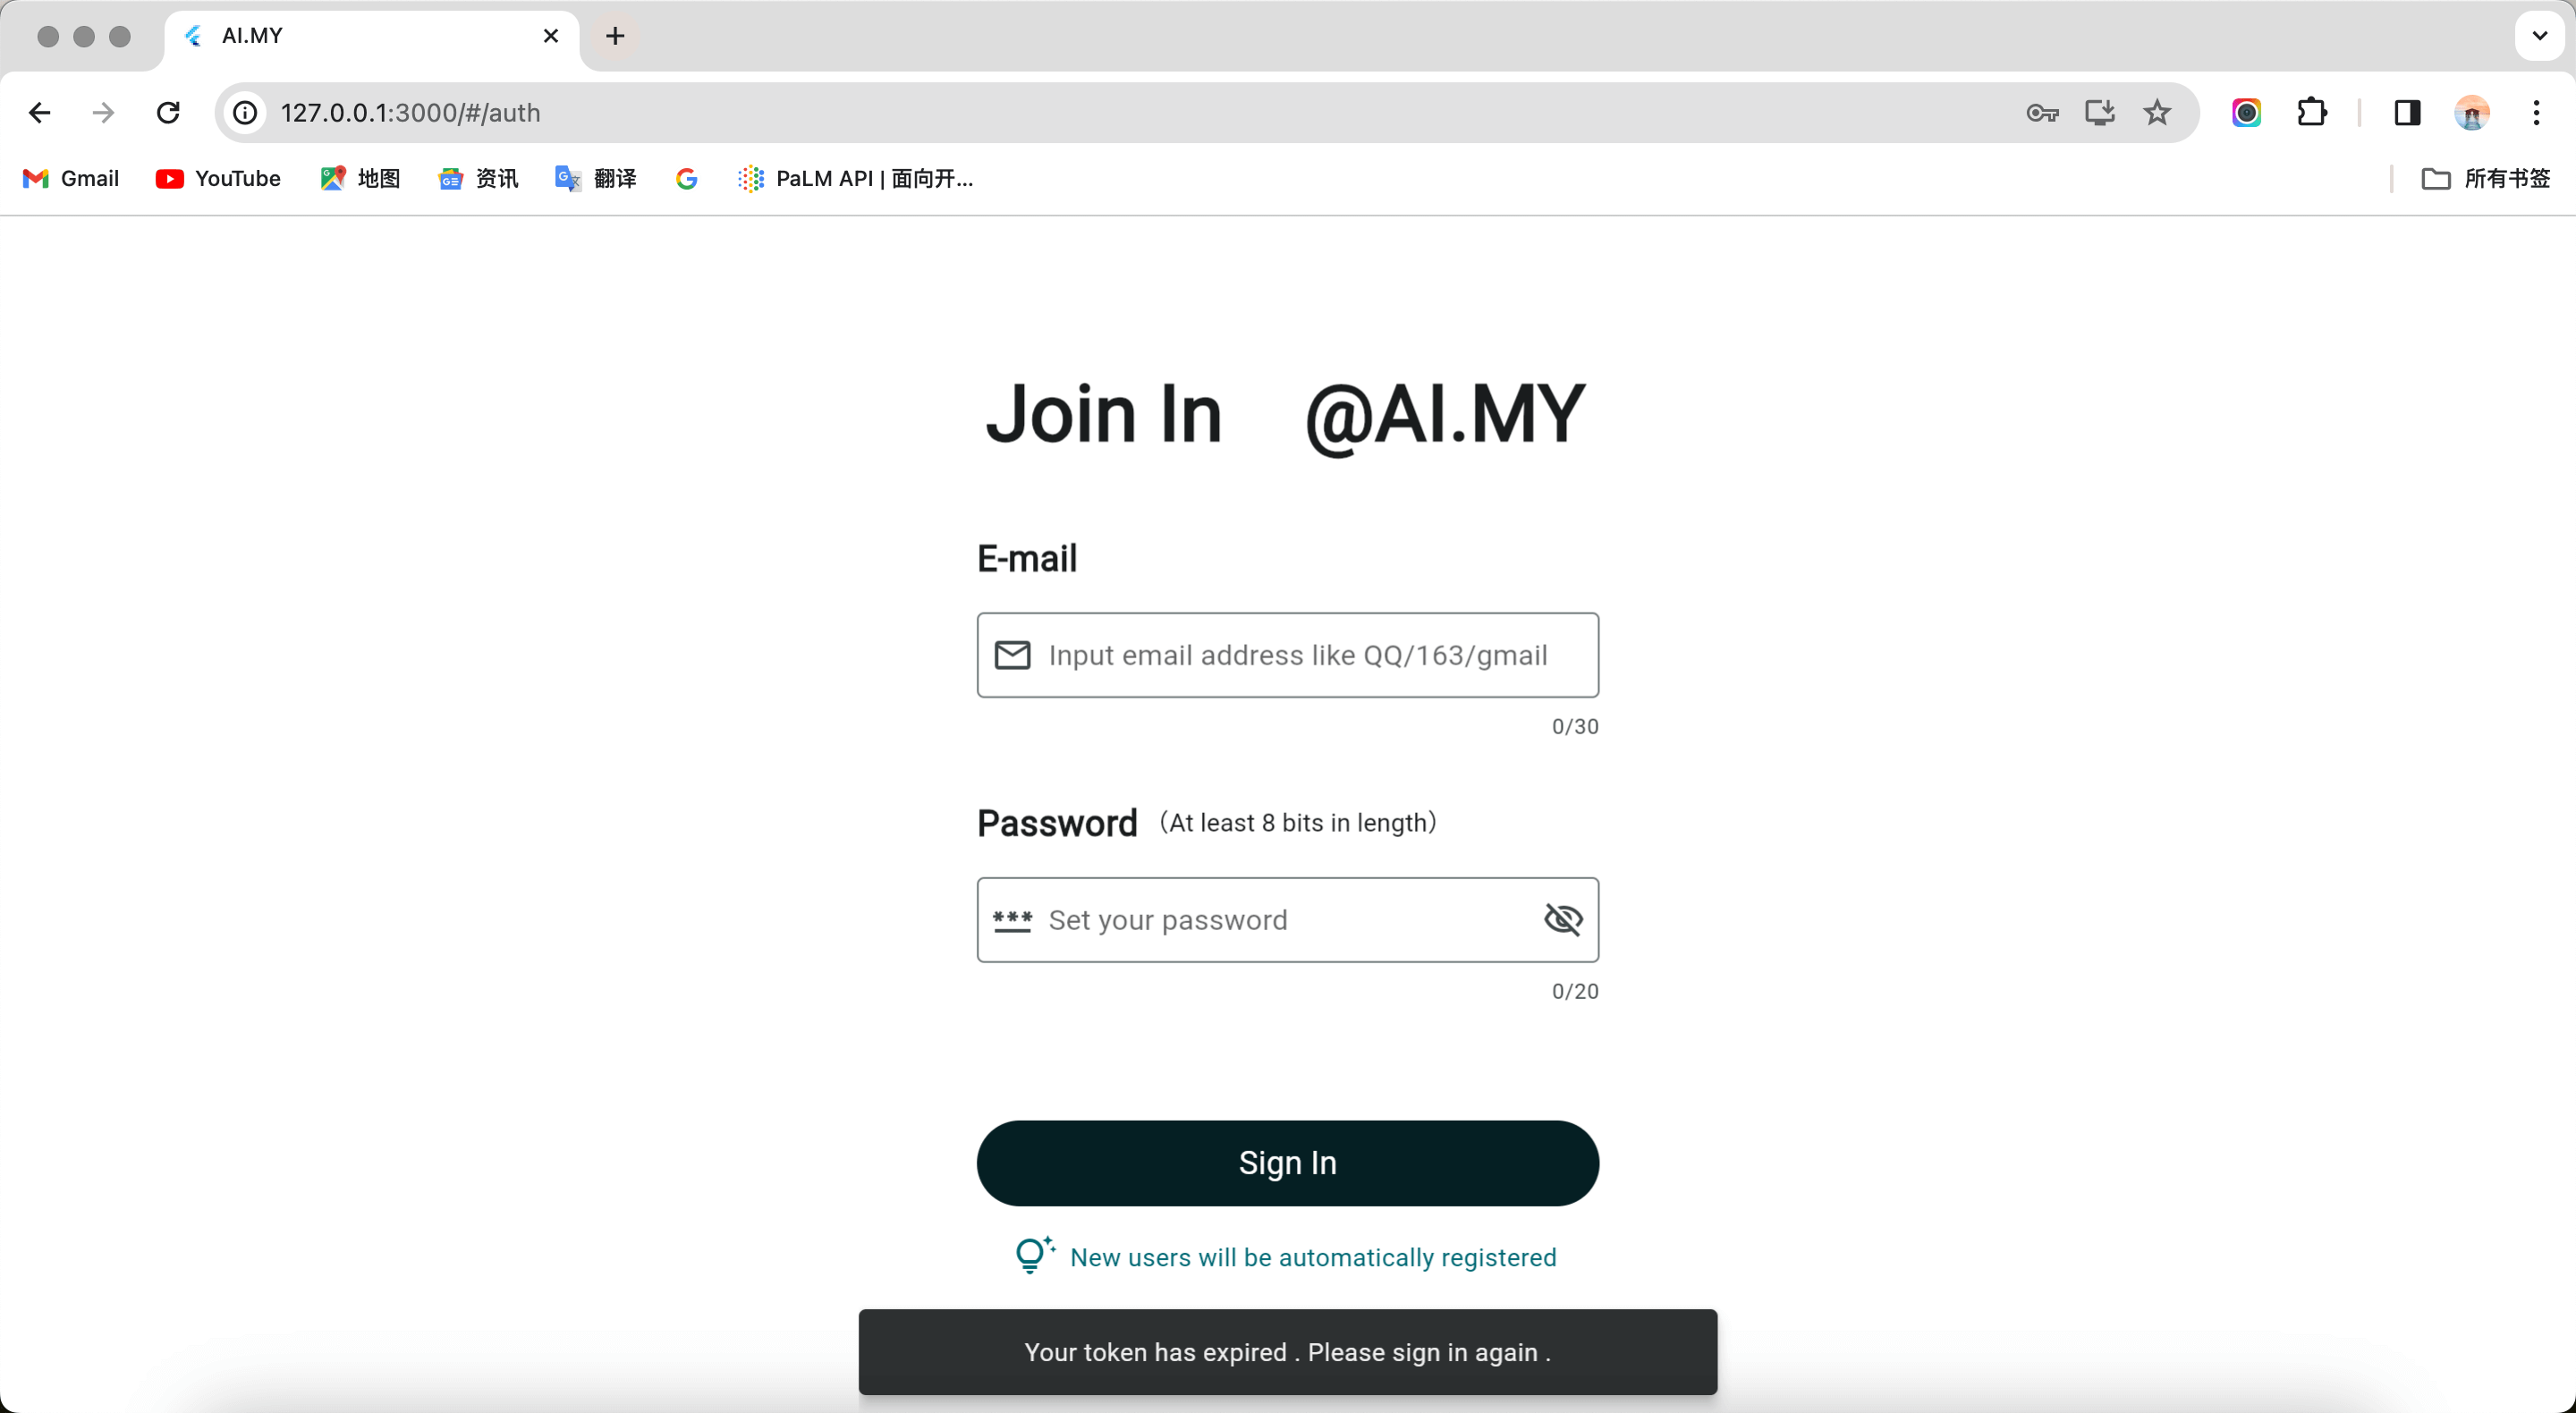 AI.MY
127.0.0.1:3000/#/auth
Gmail YouTube 地图 资讯 翻译 PaLM API | 面向开... 所有书签
Join In @AI.MY
E-mail
Input email address like QQ/163/gmail
0/30
Password （At least 8 bits in length）
*** Set your password
0/20
Sign In
New users will be automatically registered
Your token has expired . Please sign in again .